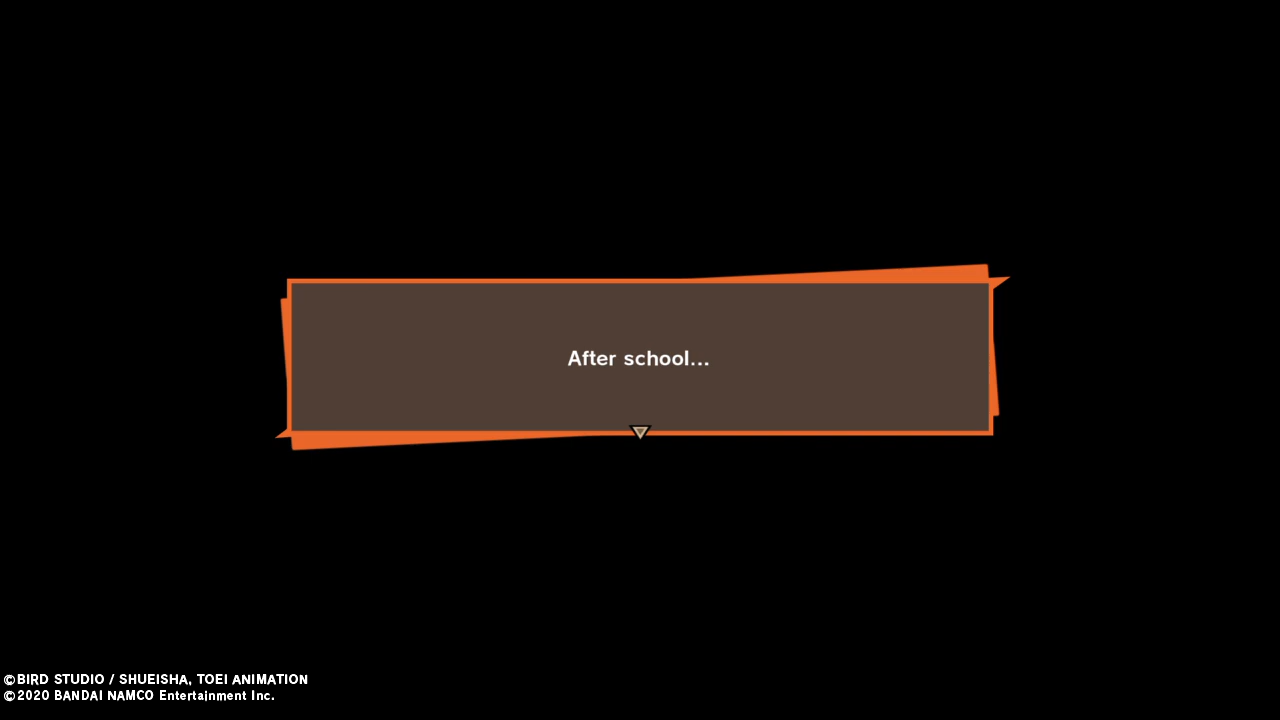 After school...
©BIRD STUDIO / SHUEISHA, TOEI ANIMATION
©2020 BANDAI NAMCO Entertainment Inc.